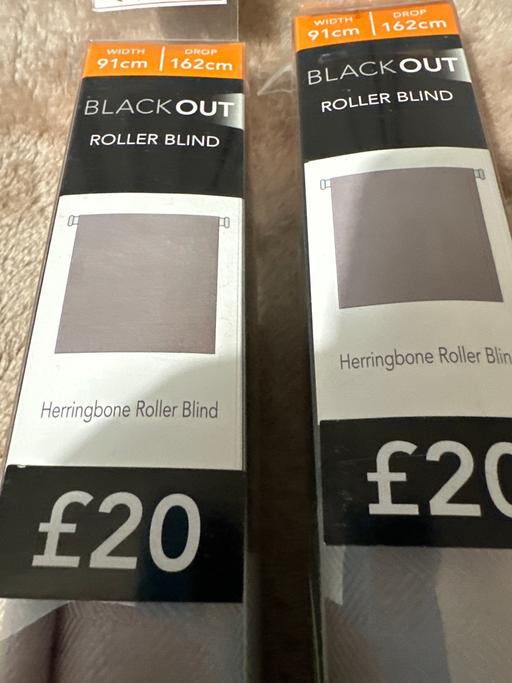 WIDTH DROP
91cm 162cm
BLACKOUT
ROLLER BLIND
Herringbone Roller Blind
£20
WIDTH DROP
91cm 162cm
BLACKOUT
ROLLER BLIND
Herringbone Roller Blin
£20